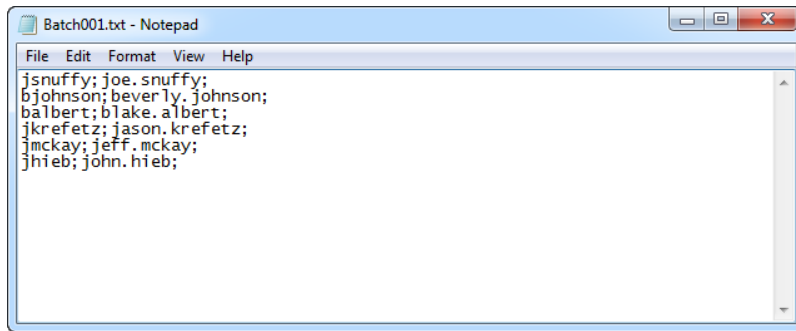 Batch001.txt - Notepad
File Edit Format View Help
jsnuffy;joe.snuffy;
bjohnson;beverly.johnson;
balbert;blake.albert;
jkrefetz;jason.krefetz;
jmckay;jeff.mckay;
jhieb;john.hieb;